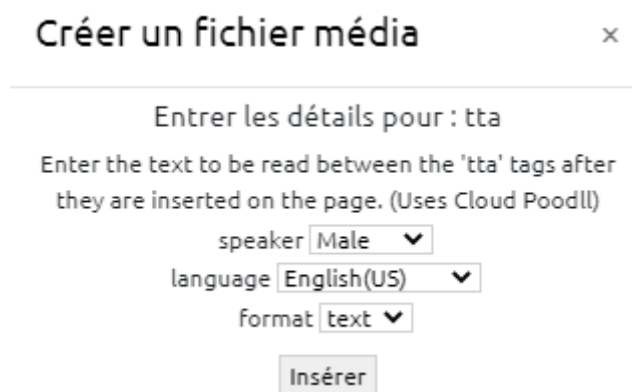 Créer un fichier média ×
Entrer les détails pour : tta
Enter the text to be read between the 'tta' tags after
they are inserted on the page. (Uses Cloud Poodll)
speaker Male
language English(US)
format text
Insérer